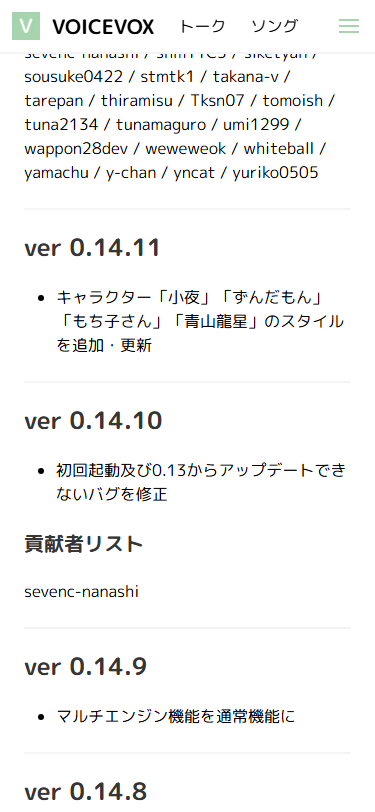 V VOICEVOX トーク ソング
sousuke0422 / stmtk1 / takana-v /
tarepan / thiramisu / Tksn07 / tomoish /
tuna2134 / tunamaguro / umi1299 /
wappon28dev / weweweok / whiteball /
yamachu / y-chan / yncat / yuriko0505
ver 0.14.11
• キャラクター「小夜」「ずんだもん」
「もち子さん」「青山龍星」のスタイル
を追加・更新
ver 0.14.10
• 初回起動及び0.13からアップデートでき
ないバグを修正
貢献者リスト
sevenc-nanashi
ver 0.14.9
• マルチエンジン機能を通常機能に
ver 0.14.8